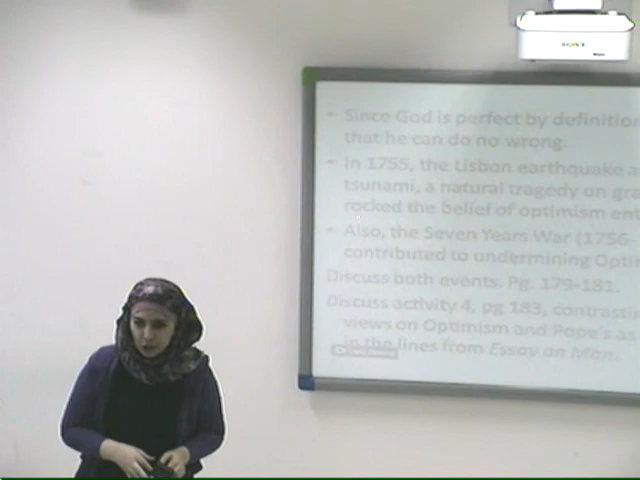 SONY
- Since God is perfect by definition
that he can do no wrong.
- In 1755, the Lisbon earthquake a
tsunami, a natural tragedy on gra
rocked the belief of optimism ent
- Also, the Seven Years War (1756-
contributed to undermining Optim
Discuss both events. Pg. 179-181.
Discuss activity 4, pg 183, contrastin
views on Optimism and Pope's as
in the lines from Essay on Man.